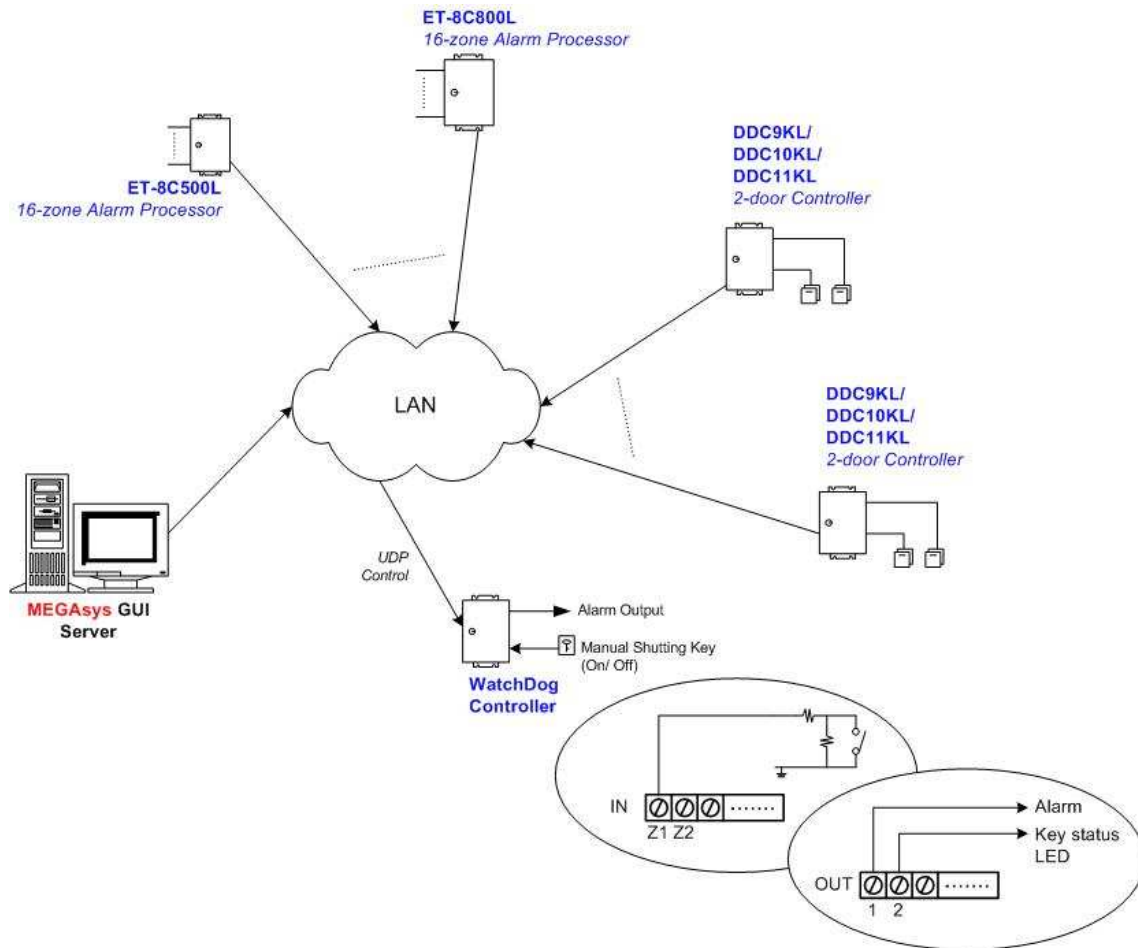 ET-8C800L
16-zone Alarm Processor
ET-8C500L
16-zone Alarm Processor
DDC9KL/
DDC10KL/
DDC11KL
2-door Controller
LAN
DDC9KL/
DDC10KL/
DDC11KL
2-door Controller
MEGAsys GUI
Server
UDP
Control
Alarm Output
Manual Shutting Key
(On/ Off)
WatchDog
Controller
IN
Z1 Z2
Alarm
Key status
LED
OUT
1 2